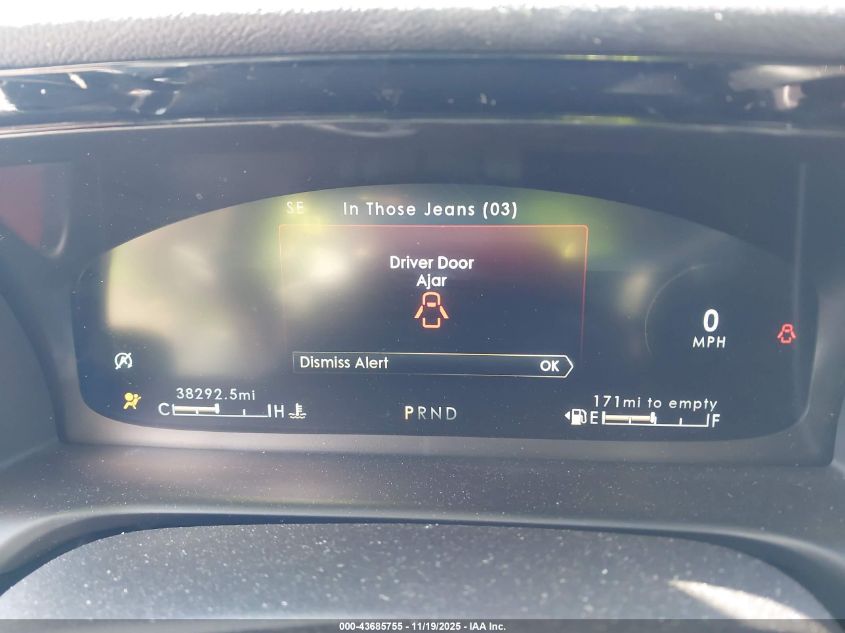 SE In Those Jeans (03)
Driver Door
Ajar
0
MPH
Dismiss Alert OK
38292.5mi
C H
PRND
171mi to empty
E F
000-43685755 - 11/19/2025 - IAA Inc.